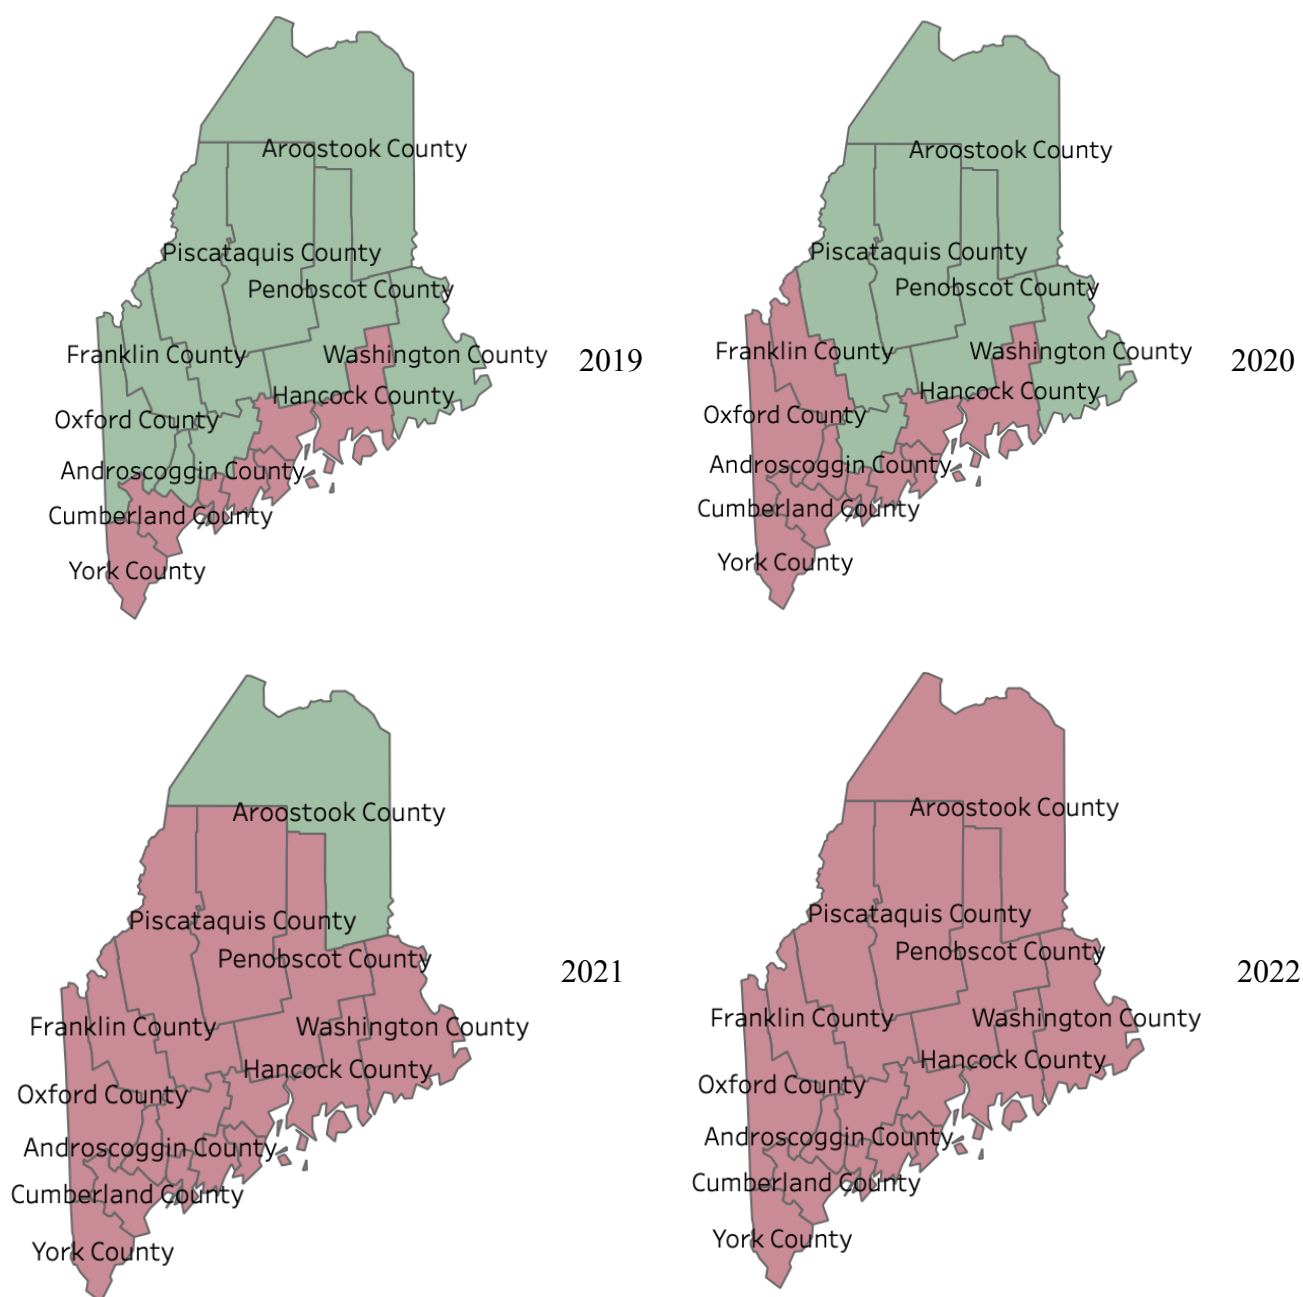 Aroostook County
Piscataquis County
Penobscot County
Franklin County
Washington County
2019
Hancock County
Oxford County
Androscoggin County
Cumberland County
York County
Aroostook County
Piscataquis County
Penobscot County
Franklin County
Washington County
2020
Hancock County
Oxford County
Androscoggin County
Cumberland County
York County
Aroostook County
Piscataquis County
Penobscot County
2021
Franklin County
Washington County
Hancock County
Oxford County
Androscoggin County
Cumberland County
York County
Aroostook County
Piscataquis County
Penobscot County
2022
Franklin County
Washington County
Hancock County
Oxford County
Androscoggin County
Cumberland County
York County